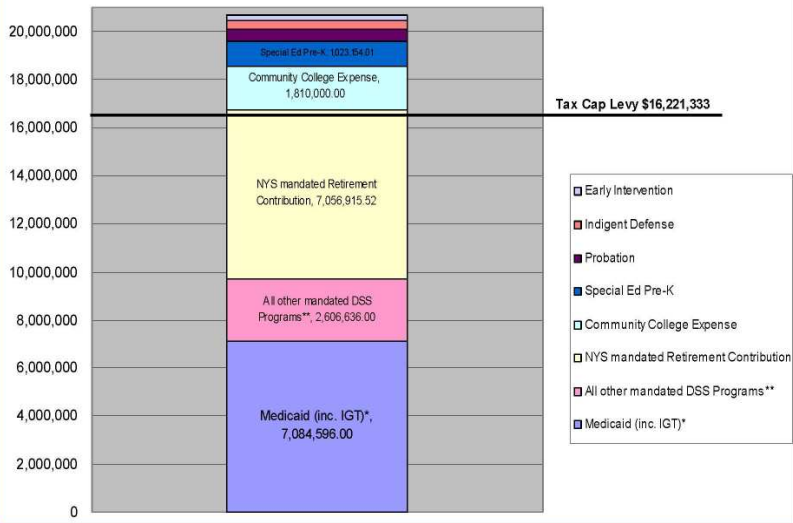 20,000,000
18,000,000
16,000,000
14,000,000
12,000,000
10,000,000
8,000,000
6,000,000
4,000,000
2,000,000
0
Special Ed Pre-K, 1,023,154.01
Community College Expense,
1,810,000.00
Tax Cap Levy $16,221,333
NYS mandated Retirement
Contribution, 7,056,915.52
All other mandated DSS
Programs**, 2,606,636.00
Medicaid (inc. IGT)*,
7,084,596.00
Early Intervention
Indigent Defense
Probation
Special Ed Pre-K
Community College Expense
NYS mandated Retirement Contribution
All other mandated DSS Programs**
Medicaid (inc. IGT)*